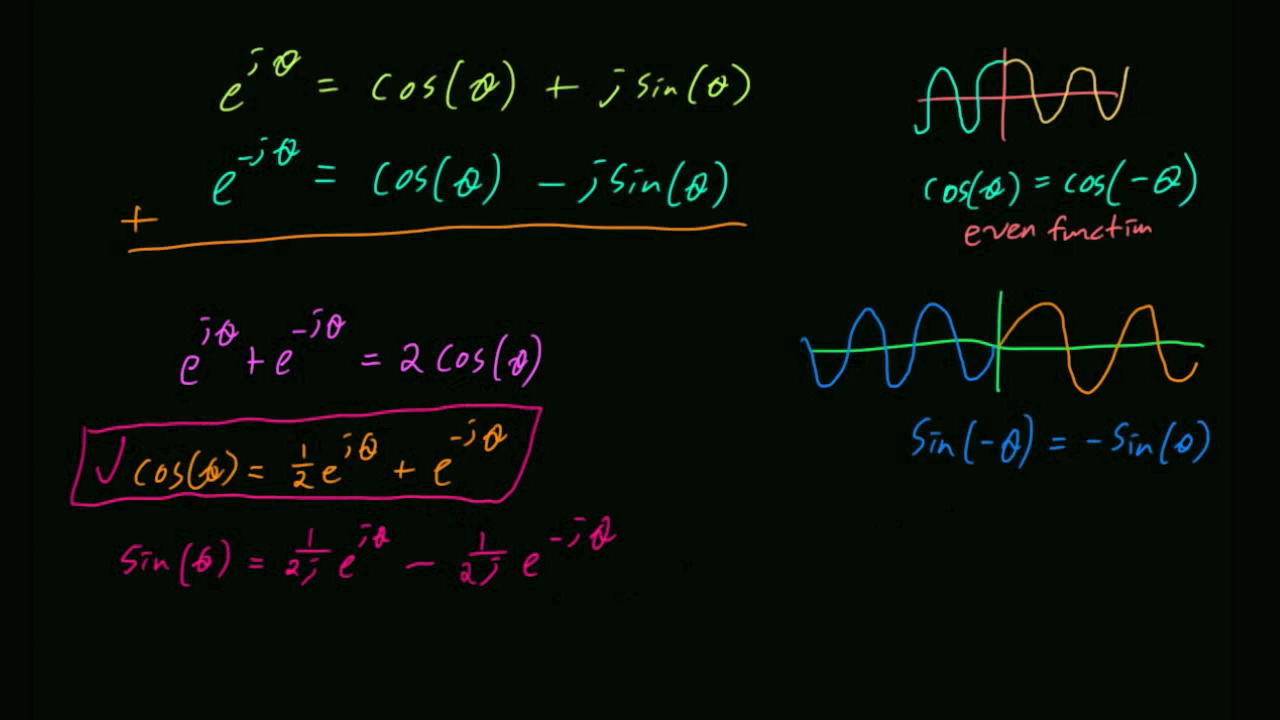 e^{jθ} = cos(θ) + j sin(θ)
e^{-jθ} = cos(θ) - j sin(θ)
+
e^{jθ} + e^{-jθ} = 2 cos(θ)
✓ cos(θ) = 1/2 e^{jθ} + e^{-jθ}
sin(θ) = 1/2j e^{jθ} - 1/2j e^{-jθ}
cos(θ) = cos(-θ)
even function
sin(-θ) = -sin(θ)